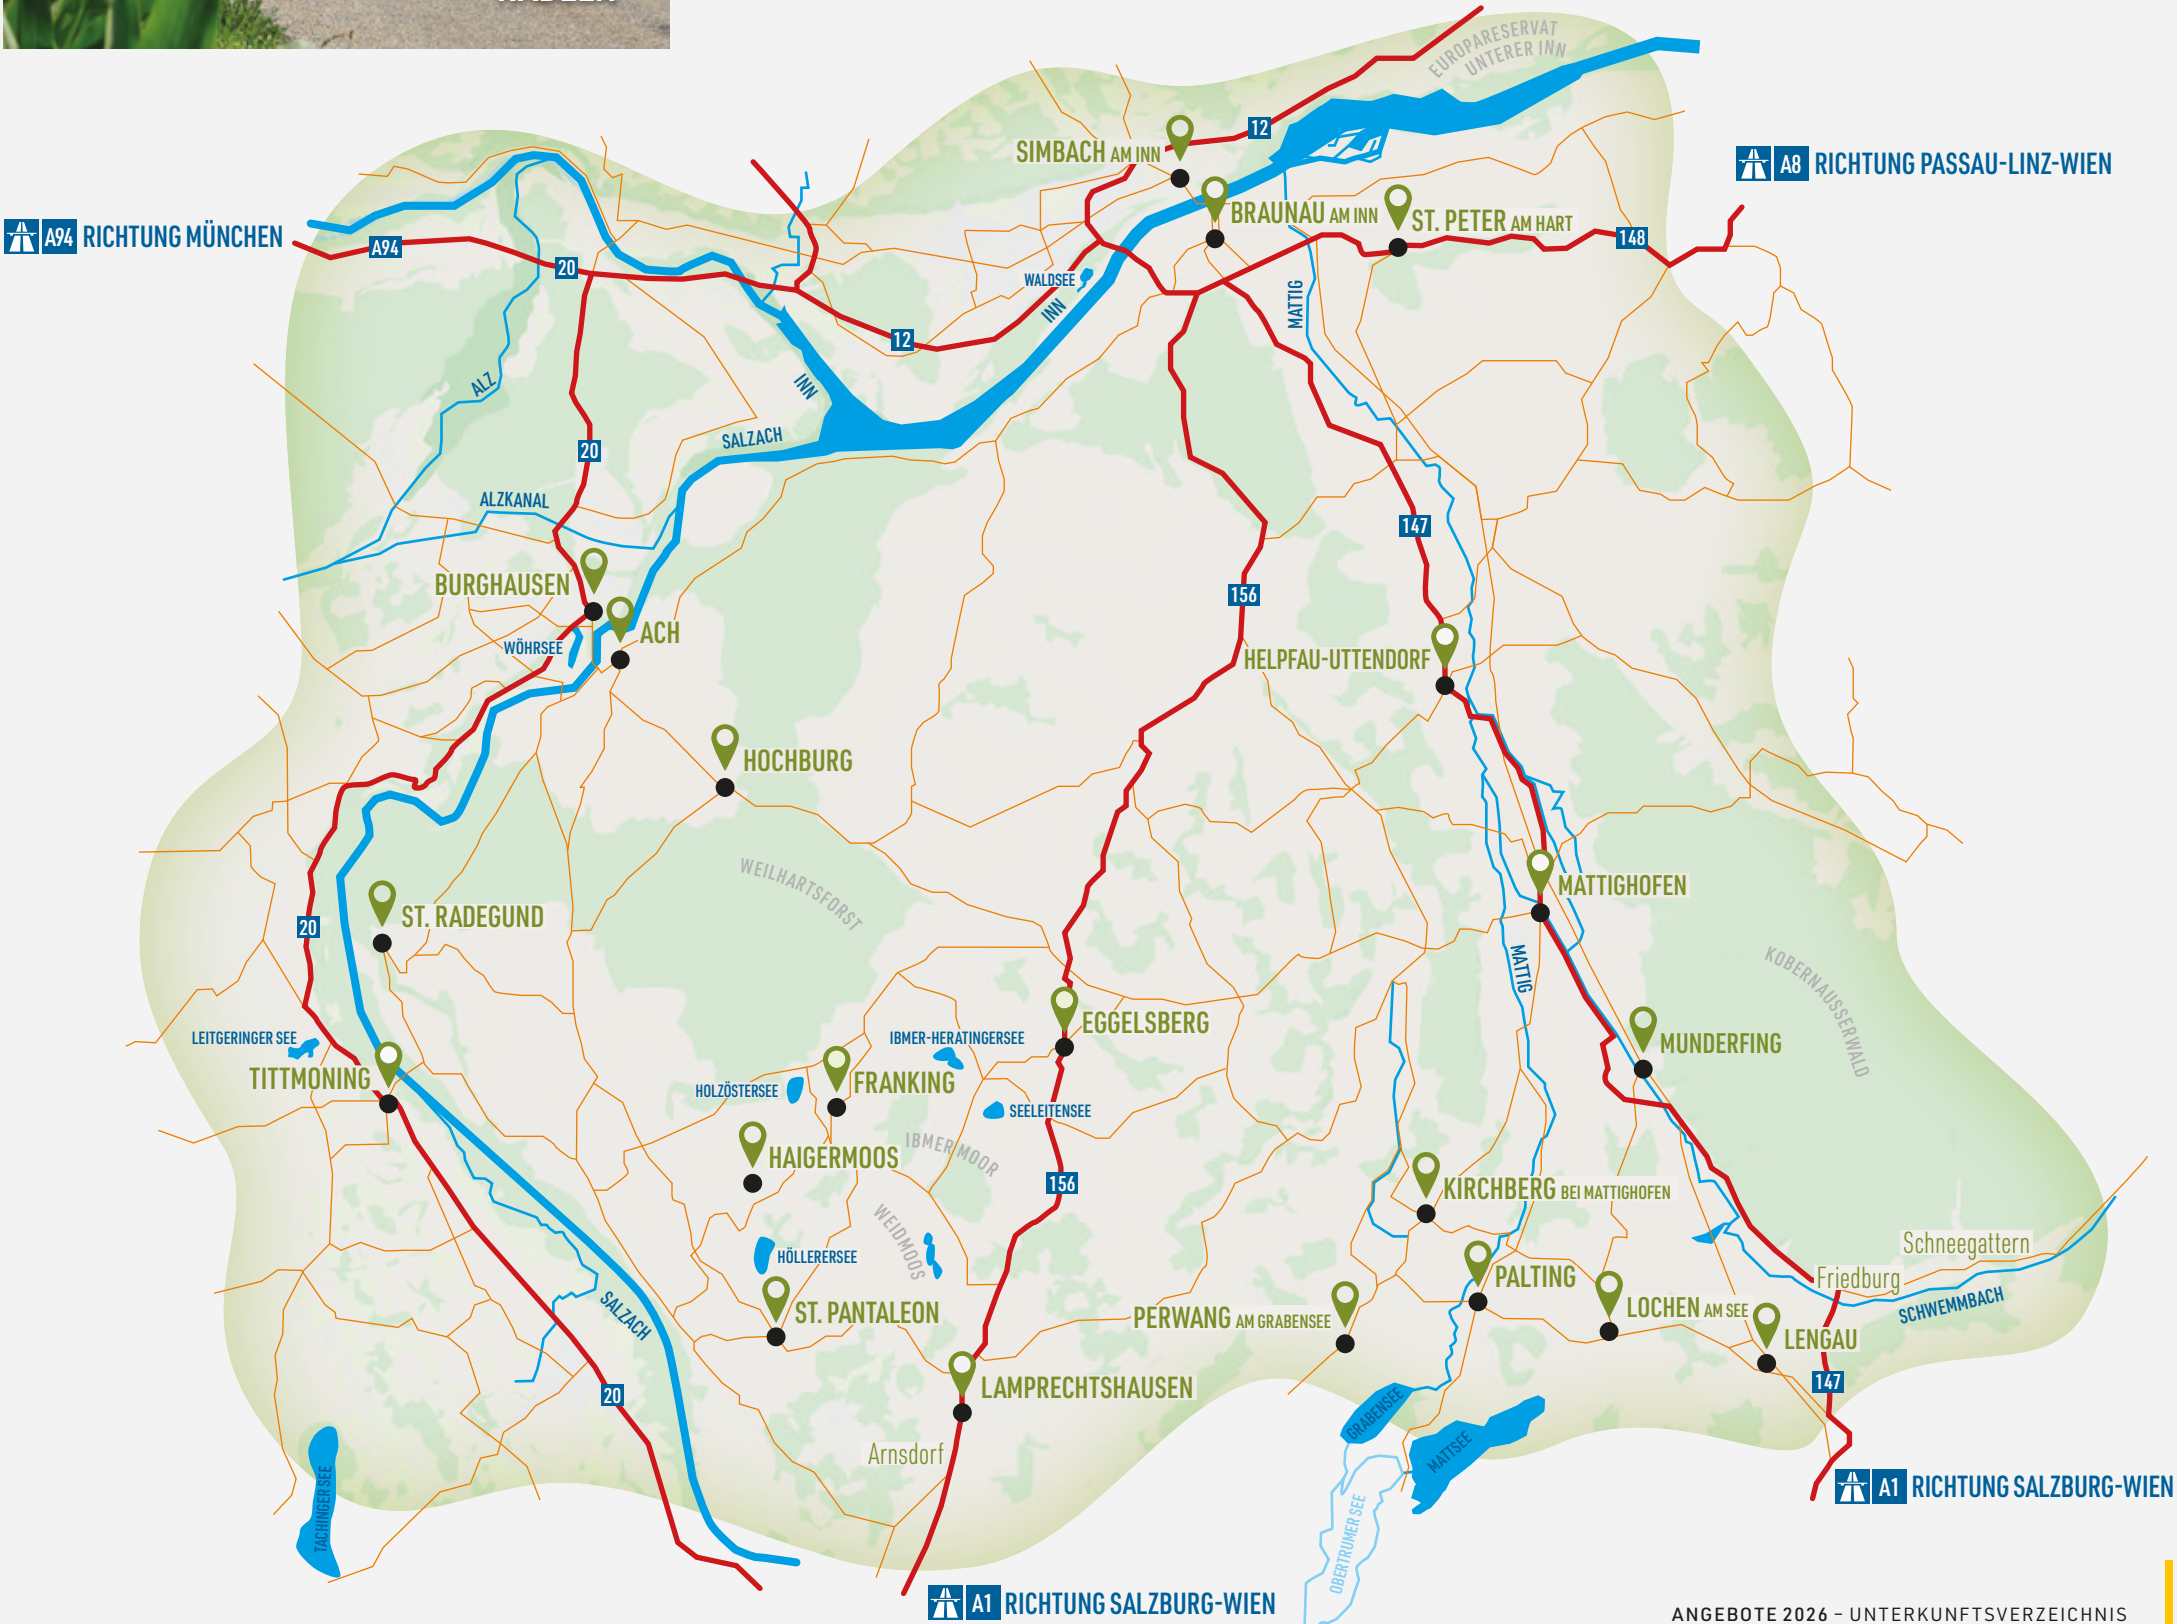 EUROPARESERVAT
UNTERER INN
12
SIMBACH AM INN
A8 RICHTUNG PASSAU-LINZ-WIEN
BRAUNAU AM INN
ST. PETER AM HART
A94 RICHTUNG MÜNCHEN
A94
148
20
WALDSEE
INN
MATTIG
12
ALZ
INN
SALZACH
20
ALZKANAL
147
BURGHAUSEN
156
ACH
WÖHRSEE
HELPFAU-UTTENDORF
HOCHBURG
WEILHARTSFORST
MATTIGHOFEN
ST. RADEGUND
20
MATTIG
KOBERNAUSSERWALD
EGGELSBERG
LEITGERINGER SEE
IBMER-HERATINGERSEE
MUNDERFING
TITTMONING
HOLZÖSTERSEE
FRANKING
SEELEITENSEE
IBMER MOOR
HAIGERMOOS
156
KIRCHBERG BEI MATTIGHOFEN
WEIDMOOS
HÖLLERERSEE
Schneegattern
PALTING
Friedburg
SALZACH
ST. PANTALEON
PERWANG AM GRABENSEE
LOCHEN AM SEE
SCHWEMMBACH
LENGAU
20
LAMPRECHTSHAUSEN
147
GRABENSEE
Arnsdorf
MATTSEE
TACHINGER SEE
A1 RICHTUNG SALZBURG-WIEN
OBERTRUMER SEE
A1 RICHTUNG SALZBURG-WIEN
ANGEBOTE 2026 – UNTERKUNFTSVERZEICHNIS